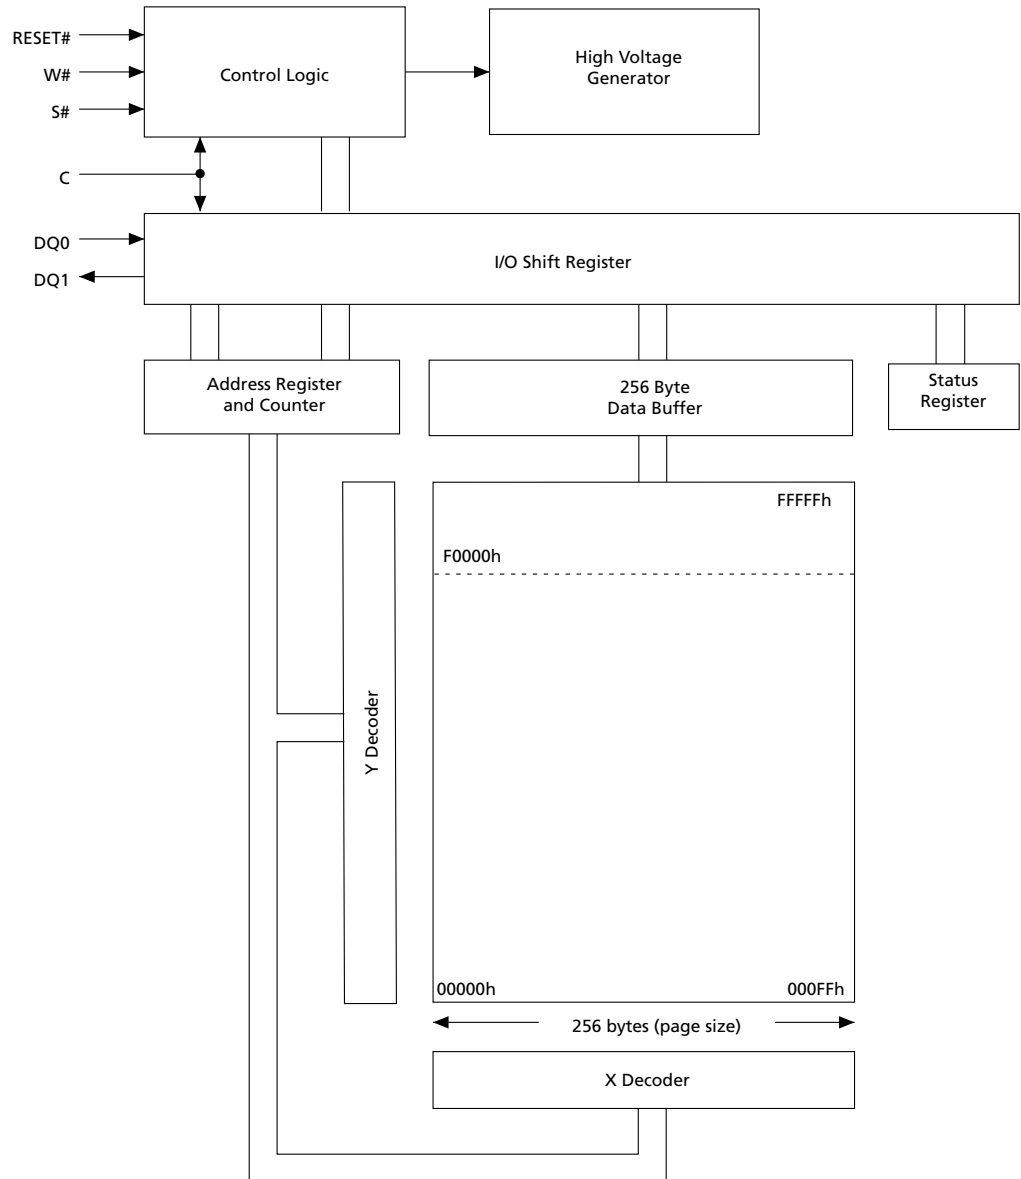 RESET#
W#
S#
Control Logic
High Voltage
Generator
C
DQ0
DQ1
I/O Shift Register
Address Register
and Counter
256 Byte
Data Buffer
Status
Register
FFFFFh
F0000h
Y Decoder
00000h
000FFh
256 bytes (page size)
X Decoder